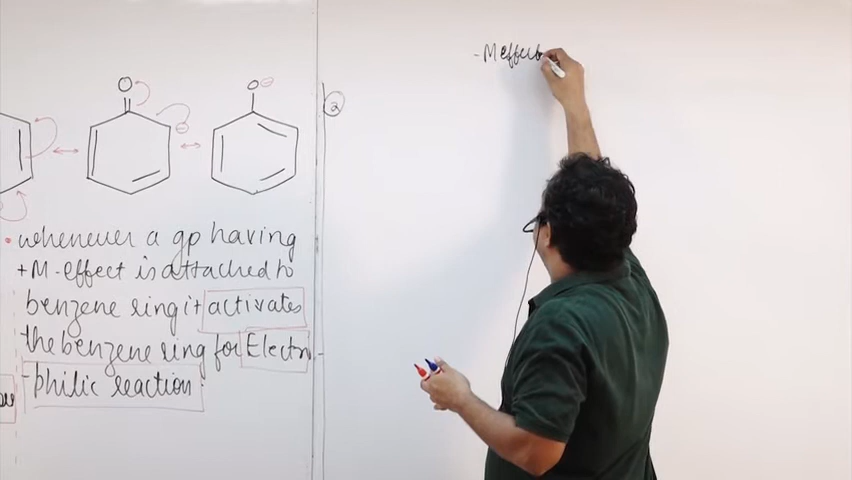 O
O
whenever a gp having
+M-effect is attached to
benzene ring it activates
the benzene ring for Electro
-philic reaction.
2
-M effect